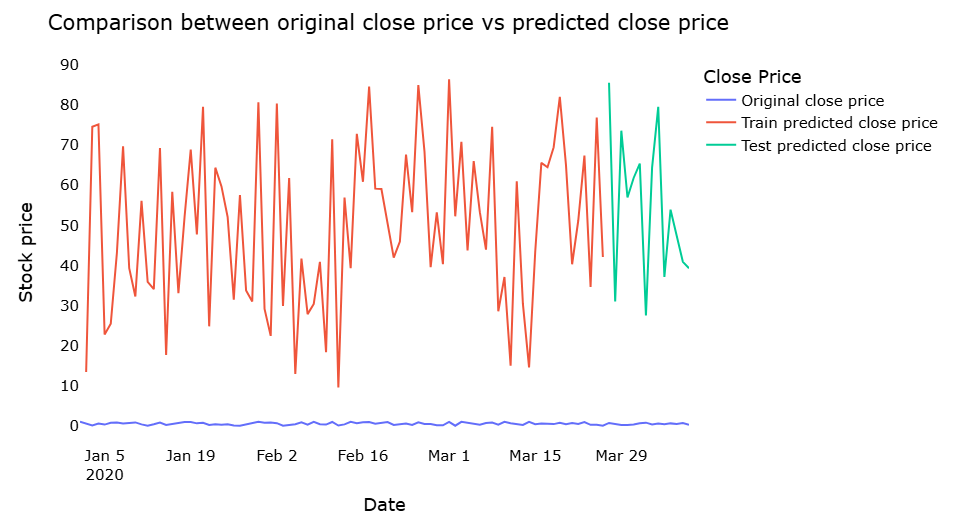 Comparison between original close price vs predicted close price
90
80
70
60
50
40
30
20
10
0
Stock price
Jan 5
2020
Jan 19
Feb 2
Feb 16
Mar 1
Mar 15
Mar 29
Date
Close Price
Original close price
Train predicted close price
Test predicted close price